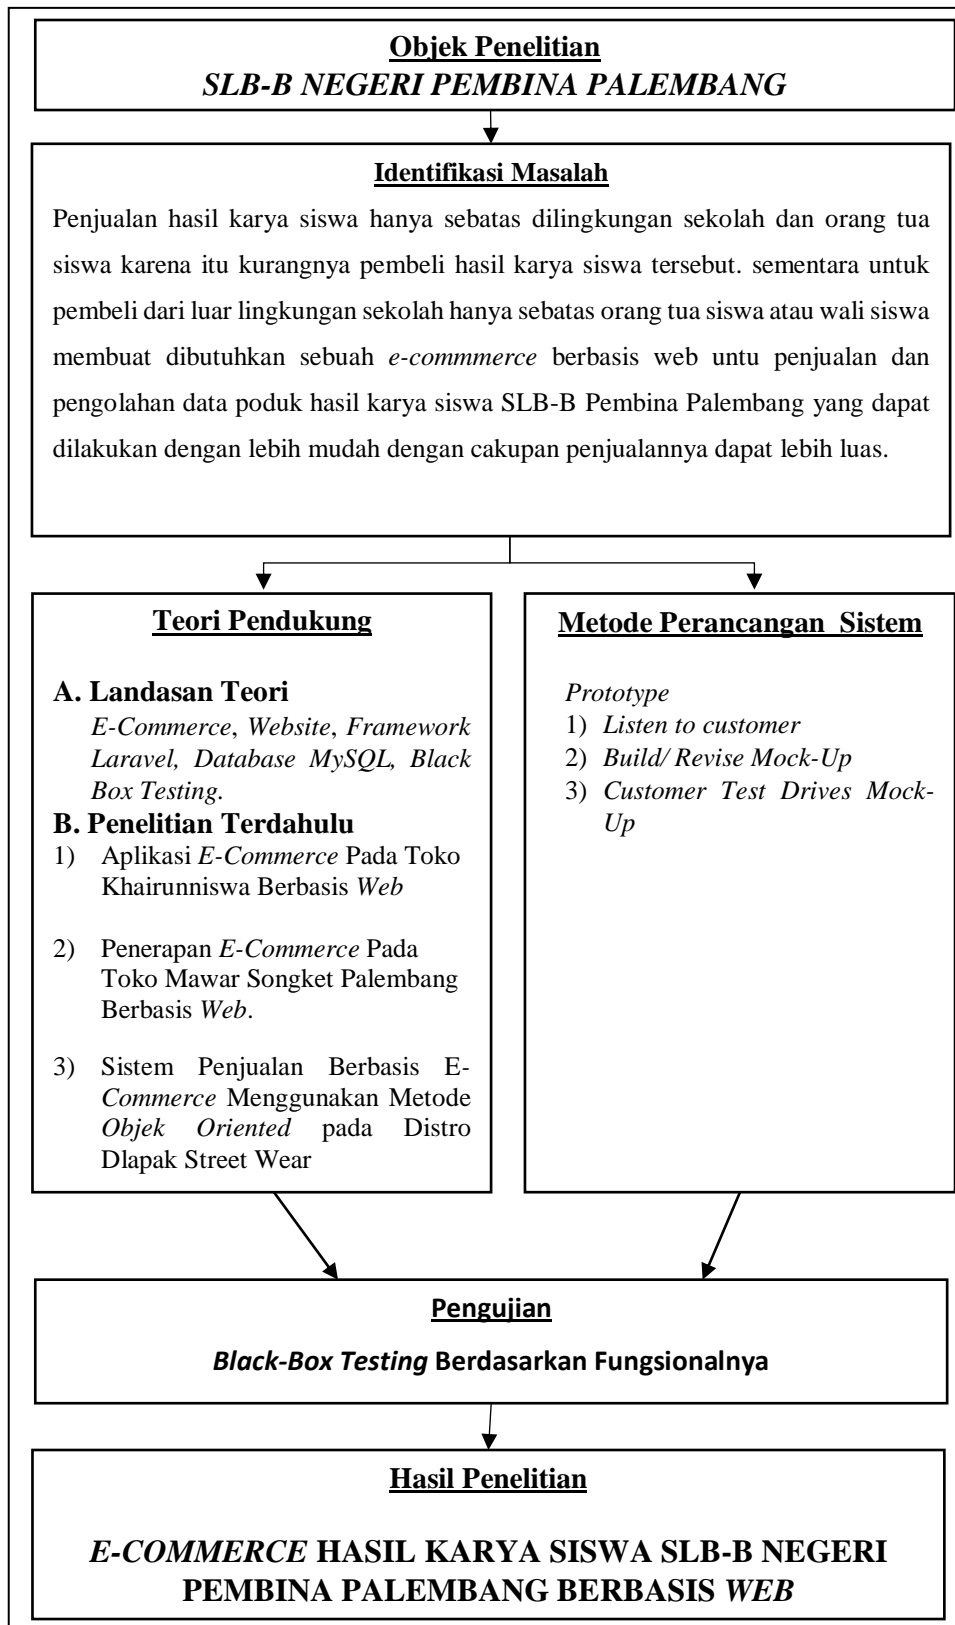 Objek Penelitian
SLB-B NEGERI PEMBINA PALEMBANG
Identifikasi Masalah
Penjualan hasil karya siswa hanya sebatas dilingkungan sekolah dan orang tua
siswa karena itu kurangnya pembeli hasil karya siswa tersebut. sementara untuk
pembeli dari luar lingkungan sekolah hanya sebatas orang tua siswa atau wali siswa
membuat dibutuhkan sebuah e-commmerce berbasis web untu penjualan dan
pengolahan data poduk hasil karya siswa SLB-B Pembina Palembang yang dapat
dilakukan dengan lebih mudah dengan cakupan penjualannya dapat lebih luas.
Teori Pendukung
A. Landasan Teori
E-Commerce, Website, Framework
Laravel, Database MySQL, Black
Box Testing.
B. Penelitian Terdahulu
1) Aplikasi E-Commerce Pada Toko
Khairunniswa Berbasis Web
2) Penerapan E-Commerce Pada
Toko Mawar Songket Palembang
Berbasis Web.
3) Sistem Penjualan Berbasis E-
Commerce Menggunakan Metode
Objek Oriented pada Distro
Dlapak Street Wear
Metode Perancangan Sistem
Prototype
1) Listen to customer
2) Build/ Revise Mock-Up
3) Customer Test Drives Mock-
Up
Pengujian
Black-Box Testing Berdasarkan Fungsionalnya
Hasil Penelitian
E-COMMERCE HASIL KARYA SISWA SLB-B NEGERI
PEMBINA PALEMBANG BERBASIS WEB